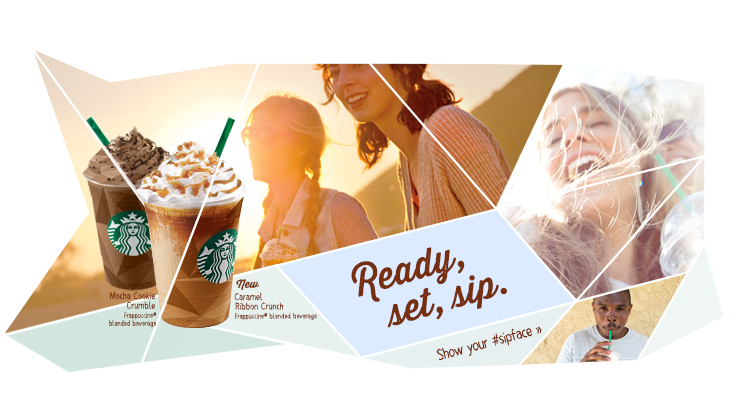 Mocha Cookie
Crumble
Frappuccino® 
blended beverage
New
Caramel
Ribbon Crunch
Frappuccino® blended beverage
Ready,
set, sip.
Show your #sipface »